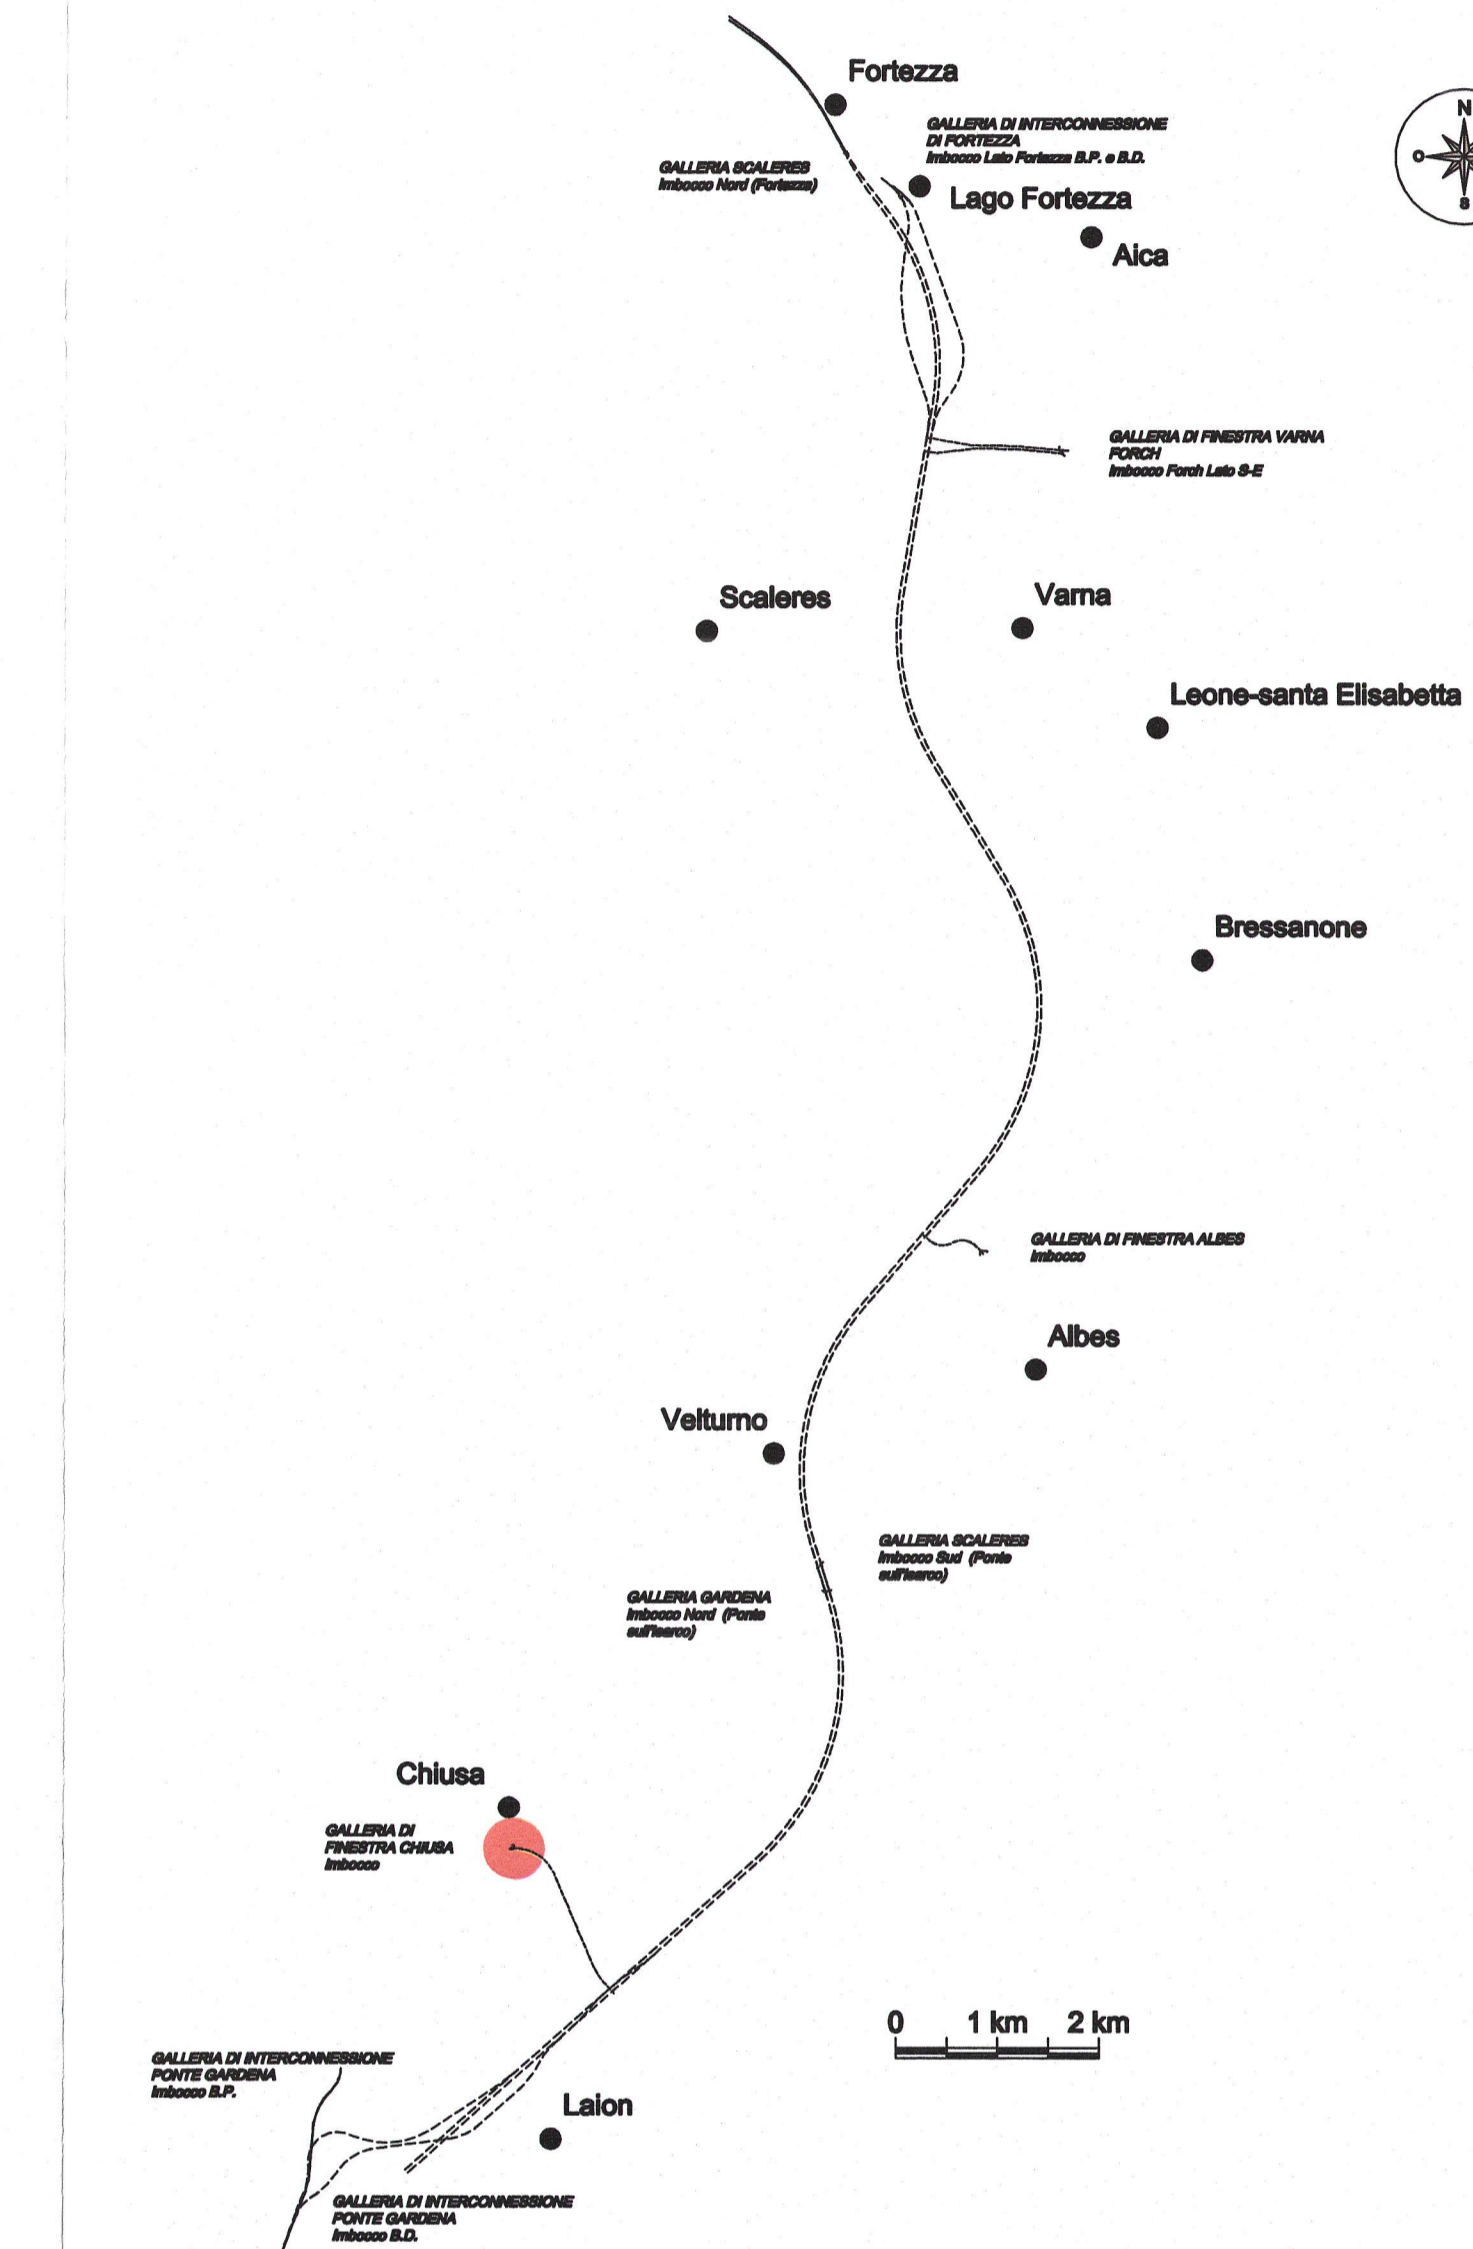 Fortezza
GALLERIA DI INTERCONNESSIONE
DI FORTEZZA
Imbocco Lato Fortezza B.P. e B.D.
N
O
S
GALLERIA SCALERES
Imbocco Nord (Fortezza)
Lago Fortezza
Aica
GALLERIA DI FINESTRA VARNA
FORCH
Imbocco Forch Lato S-E
Scaleres
Varna
Leone-santa Elisabetta
Bressanone
GALLERIA DI FINESTRA ALBES
Imbocco
Albes
Velturno
GALLERIA SCALERES
Imbocco Sud (Ponte
sull'Isarco)
GALLERIA GARDENA
Imbocco Nord (Ponte
sull'Isarco)
Chiusa
GALLERIA DI
FINESTRA CHIUSA
Imbocco
0 1 km 2 km
GALLERIA DI INTERCONNESSIONE
PONTE GARDENA
Imbocco B.P.
Laion
GALLERIA DI INTERCONNESSIONE
PONTE GARDENA
Imbocco B.D.